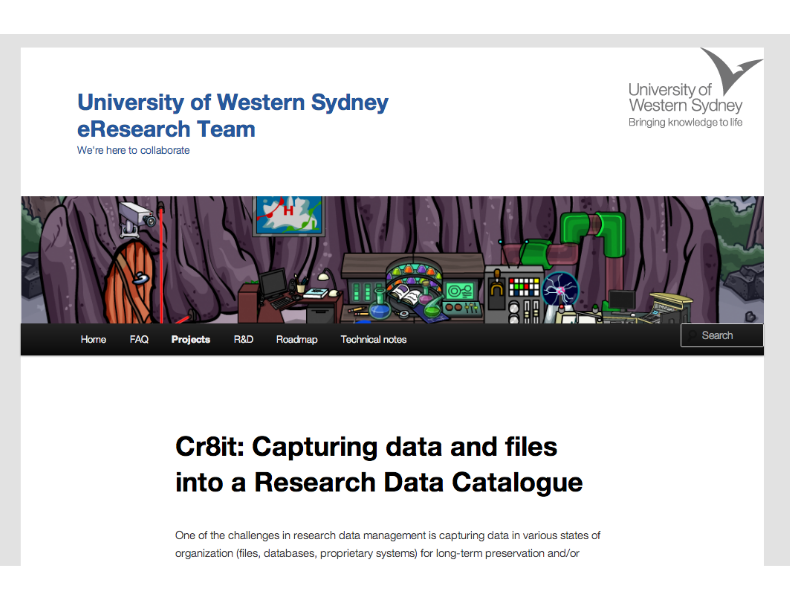 University of Western Sydney
eResearch Team
We're here to collaborate
University of
Western Sydney
Bringing knowledge to life
H
Home FAQ Projects R&D Roadmap Technical notes Search
Cr8it: Capturing data and files
into a Research Data Catalogue
One of the challenges in research data management is capturing data in various states of
organization (files, databases, proprietary systems) for long-term preservation and/or